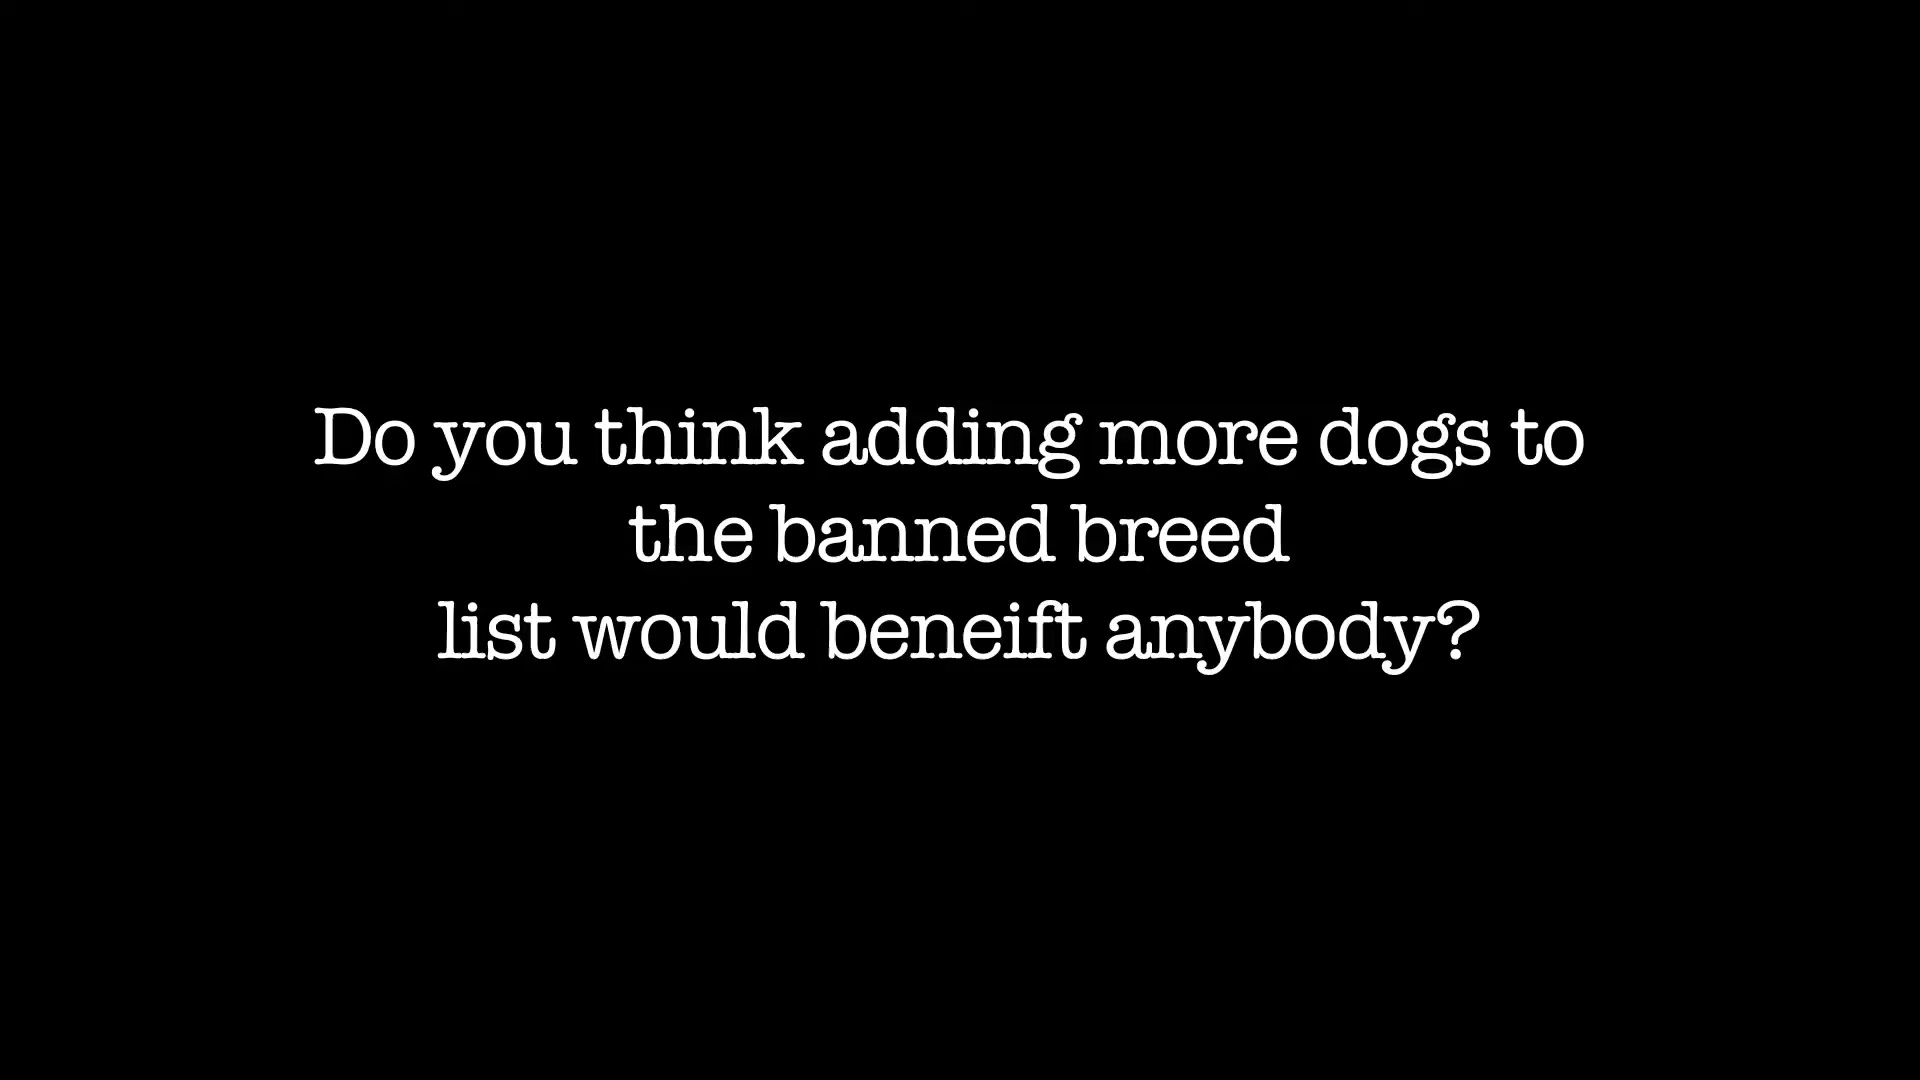 Do you think adding more dogs to
the banned breed
list would beneift anybody?